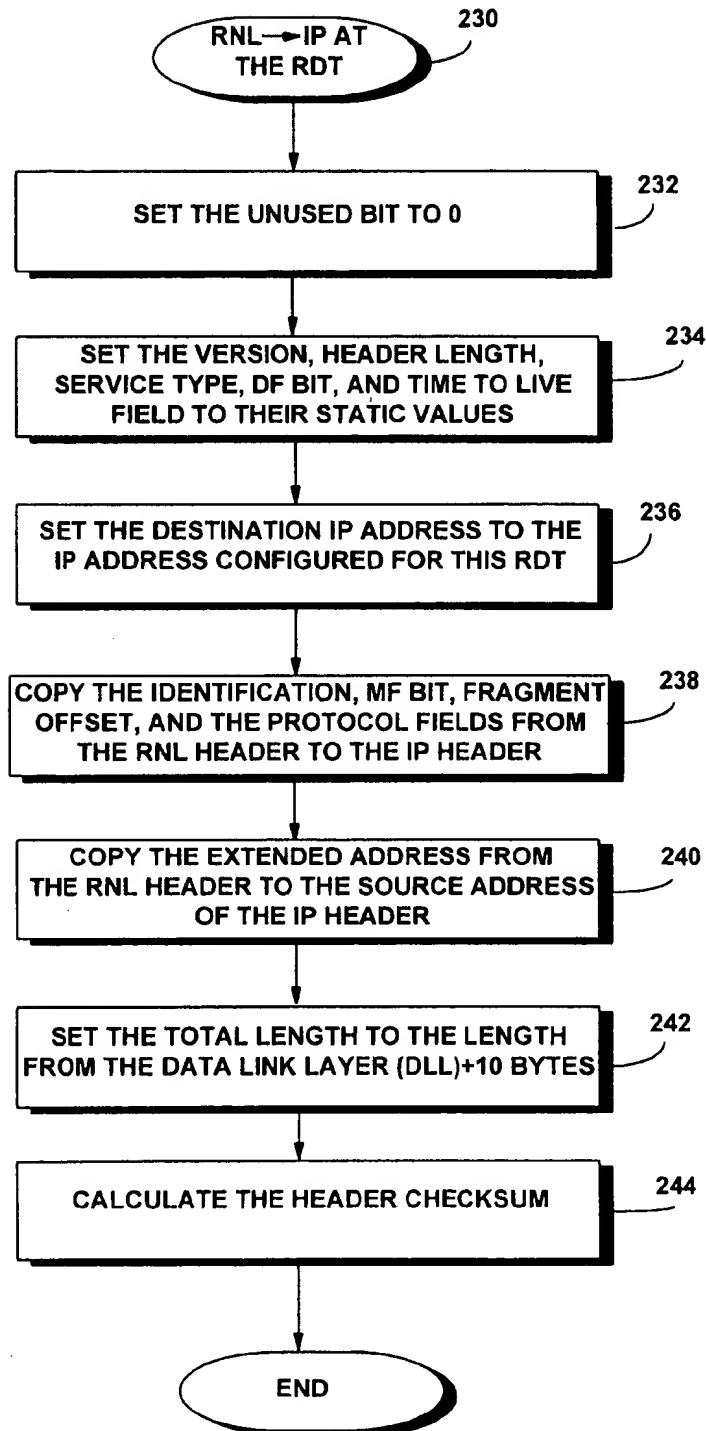 RNL→IP AT
THE RDT
230
SET THE UNUSED BIT TO 0
232
SET THE VERSION, HEADER LENGTH,
SERVICE TYPE, DF BIT, AND TIME TO LIVE
FIELD TO THEIR STATIC VALUES
234
SET THE DESTINATION IP ADDRESS TO THE
IP ADDRESS CONFIGURED FOR THIS RDT
236
COPY THE IDENTIFICATION, MF BIT, FRAGMENT
OFFSET, AND THE PROTOCOL FIELDS FROM
THE RNL HEADER TO THE IP HEADER
238
COPY THE EXTENDED ADDRESS FROM
THE RNL HEADER TO THE SOURCE ADDRESS
OF THE IP HEADER
240
SET THE TOTAL LENGTH TO THE LENGTH
FROM THE DATA LINK LAYER (DLL)+10 BYTES
242
CALCULATE THE HEADER CHECKSUM
244
END